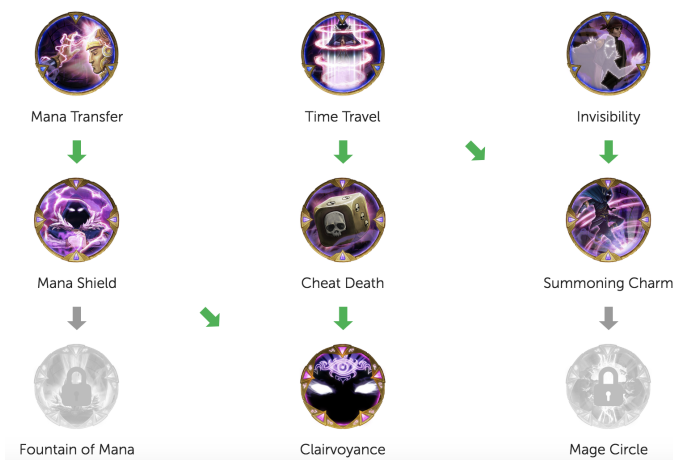 Mana Transfer
Time Travel
Invisibility
Mana Shield
Cheat Death
Summoning Charm
Fountain of Mana
Clairvoyance
Mage Circle